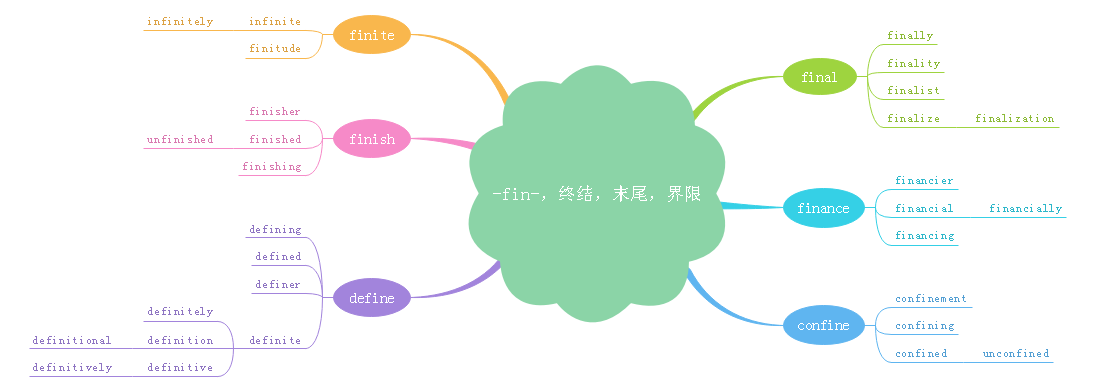 -fin-, 终结, 末尾, 界限
finite
infinite
infinitely
finitude
finish
finisher
finished
unfinished
finishing
define
defining
defined
definer
definite
definitely
definition
definitional
definitive
definitively
final
finally
finality
finalist
finalize
finalization
finance
financier
financial
financially
financing
confine
confinement
confining
confined
unconfined